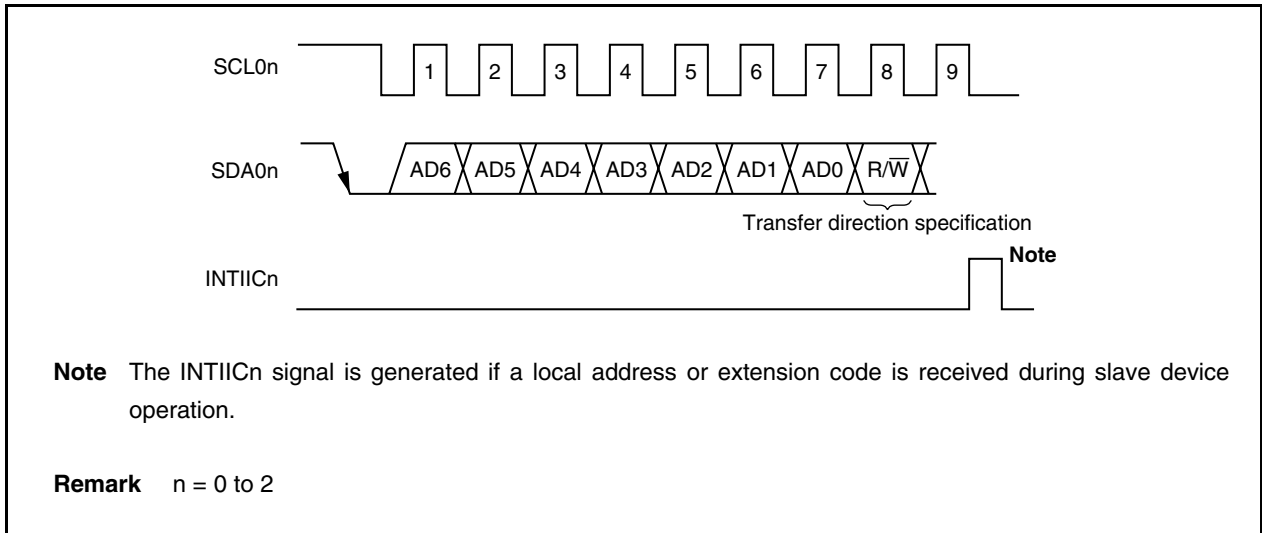 SCL0n 1 2 3 4 5 6 7 8 9
SDA0n AD6 AD5 AD4 AD3 AD2 AD1 AD0 R/W̅
Transfer direction specification
Note
INTIICn
Note The INTIICn signal is generated if a local address or extension code is received during slave device
operation.
Remark n = 0 to 2